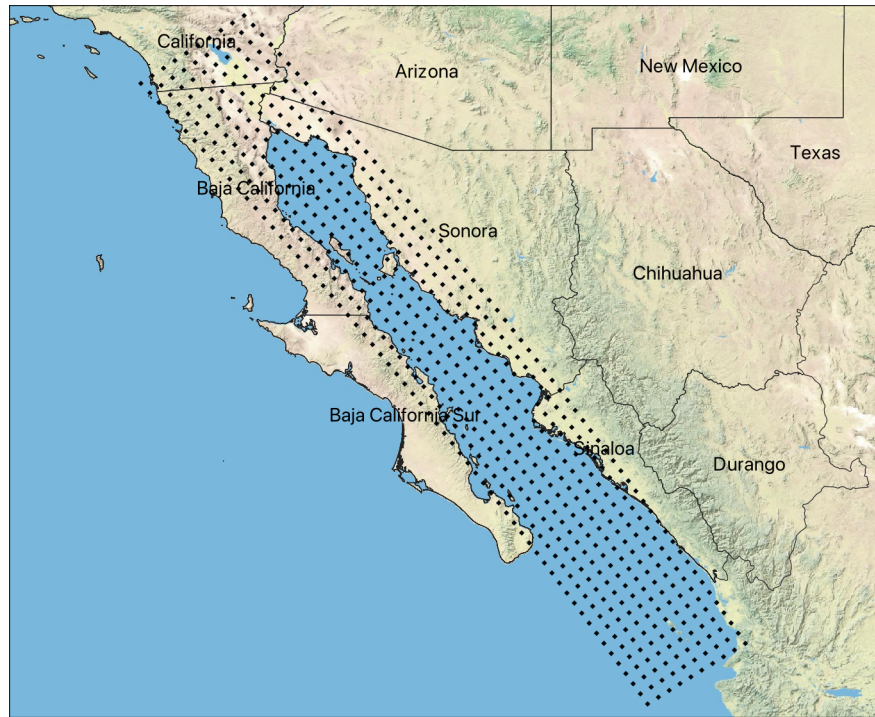 California
Arizona
New Mexico
Texas
Baja California
Sonora
Chihuahua
Baja California Sur
Sinaloa
Durango